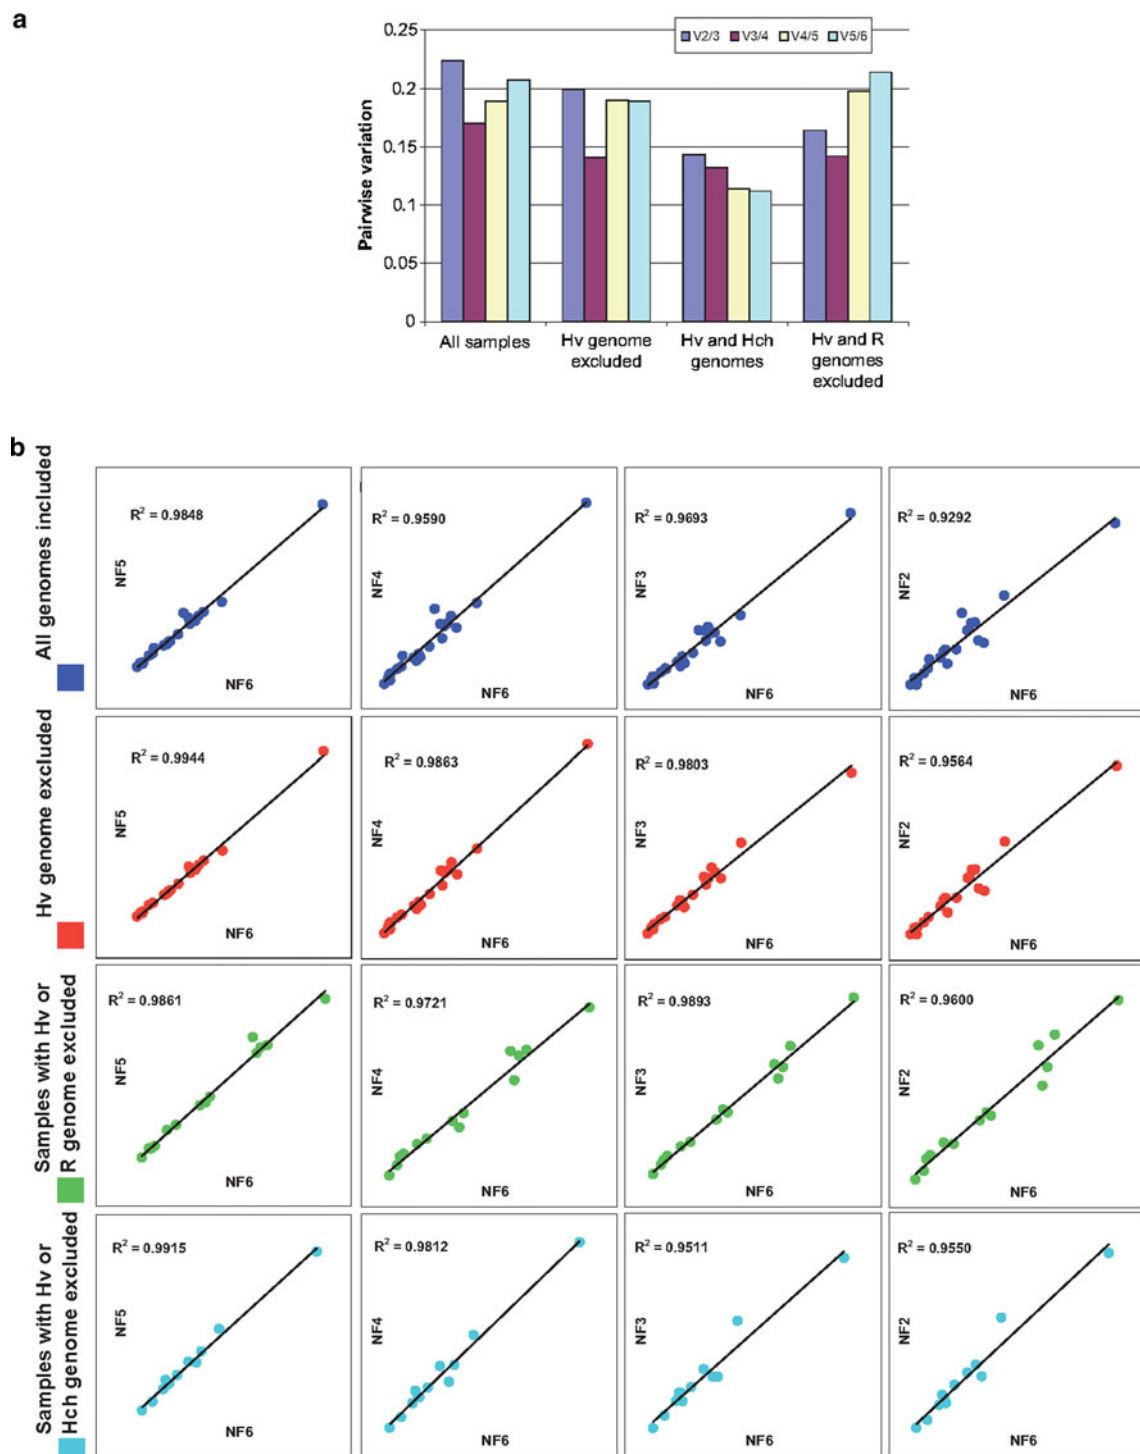 a
0.25
0.2
0.15
0.1
0.05
0
Pairwise variation
V2/3 V3/4 V4/5 V5/6
All samples
Hv genome
excluded
Hv and Hch
genomes
Hv and R
genomes
excluded
b
All genomes included
R² = 0.9848
NF5
NF6
R² = 0.9590
NF4
NF6
R² = 0.9693
NF3
NF6
R² = 0.9292
NF2
NF6
Hv genome excluded
R² = 0.9944
NF5
NF6
R² = 0.9863
NF4
NF6
R² = 0.9803
NF3
NF6
R² = 0.9564
NF2
NF6
Samples with Hv or
R genome excluded
R² = 0.9861
NF5
NF6
R² = 0.9721
NF4
NF6
R² = 0.9893
NF3
NF6
R² = 0.9600
NF2
NF6
Samples with Hv or
Hch genome excluded
R² = 0.9915
NF5
NF6
R² = 0.9812
NF4
NF6
R² = 0.9511
NF3
NF6
R² = 0.9550
NF2
NF6